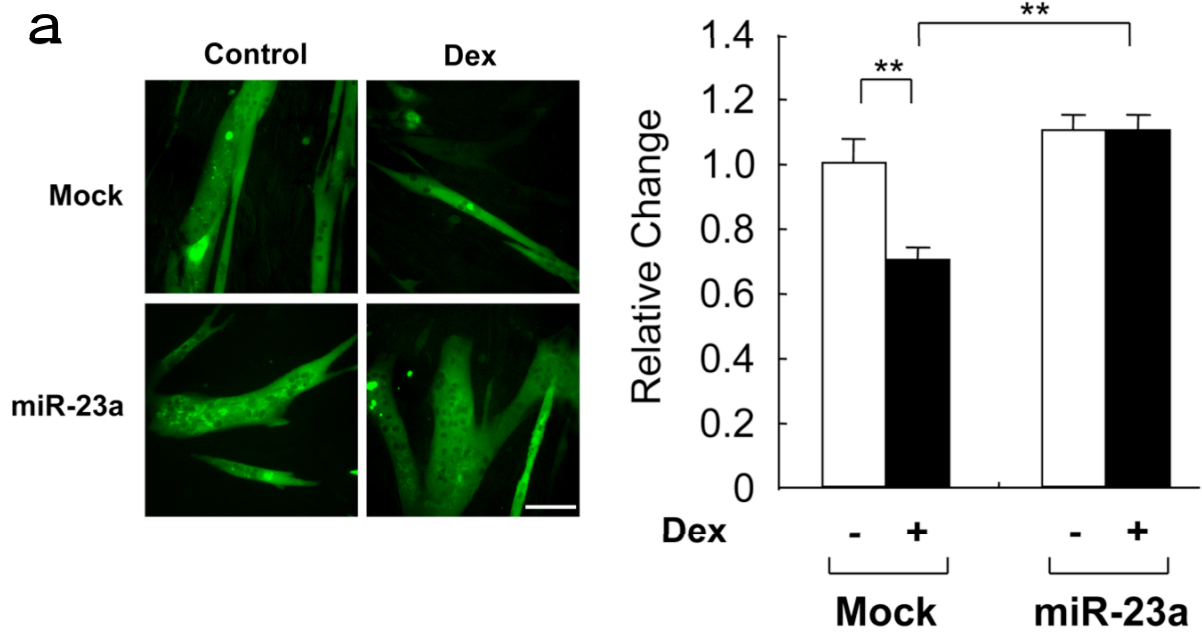 a
Control
Dex
Mock
miR-23a
**
**
Relative Change
1.4
1.2
1.0
0.8
0.6
0.4
0.2
0
Dex
- + - +
Mock miR-23a